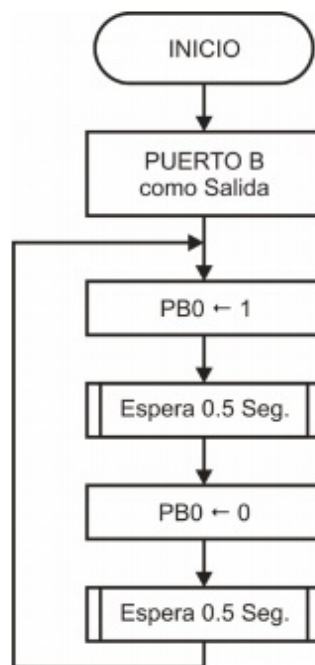 INICIO
PUERTO B
como Salida
PB0 ← 1
Espera 0.5 Seg.
PB0 ← 0
Espera 0.5 Seg.